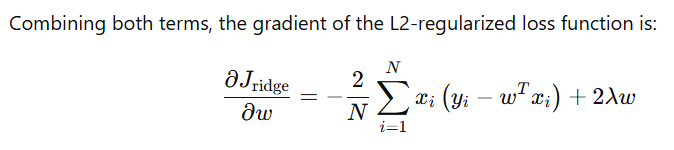 Combining both terms, the gradient of the L2-regularized loss function is:
∂J_ridge/∂w = −(2/N) ∑_{i=1}^{N} x_i (y_i − w^T x_i) + 2λw